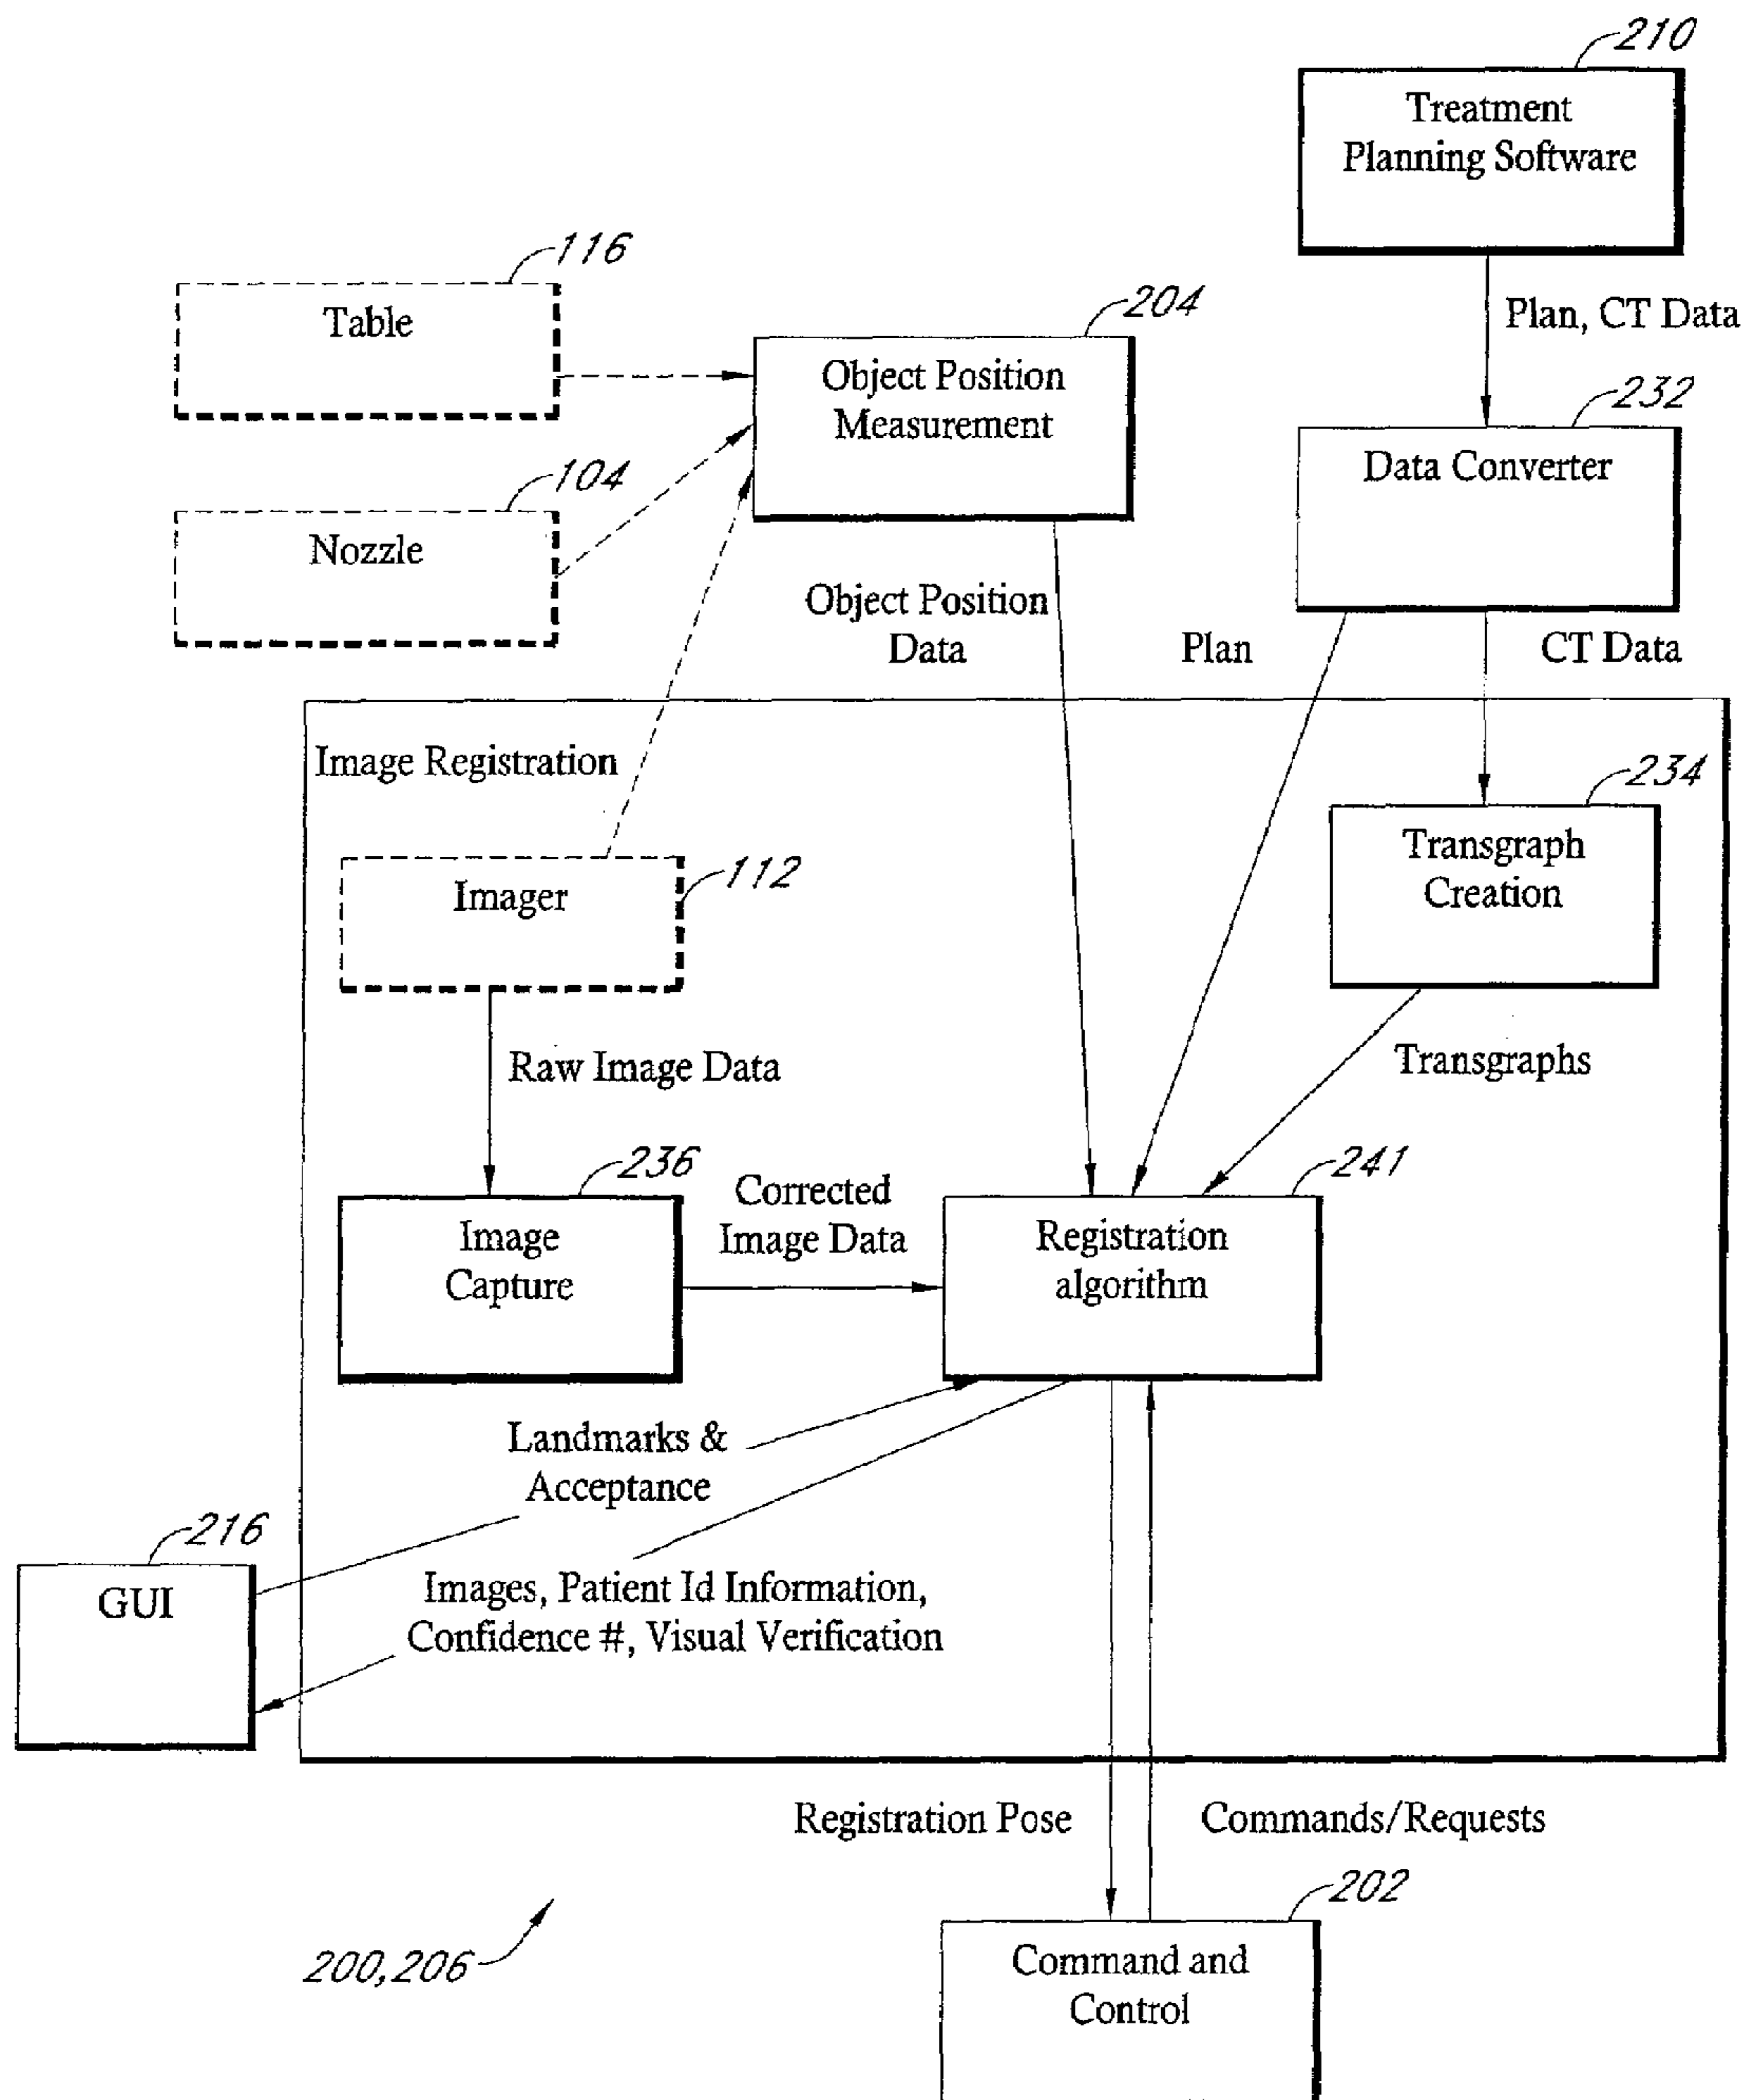 210
Treatment
Planning Software
116
Table
204
Object Position
Measurement
Plan, CT Data
232
Data Converter
104
Nozzle
Object Position
Data
Plan
CT Data
Image Registration
234
Transgraph
Creation
112
Imager
Raw Image Data
Transgraphs
236
Image
Capture
Corrected
Image Data
241
Registration
algorithm
Landmarks &
Acceptance
216
GUI
Images, Patient Id Information,
Confidence #, Visual Verification
Registration Pose
Commands/Requests
202
Command and
Control
200,206